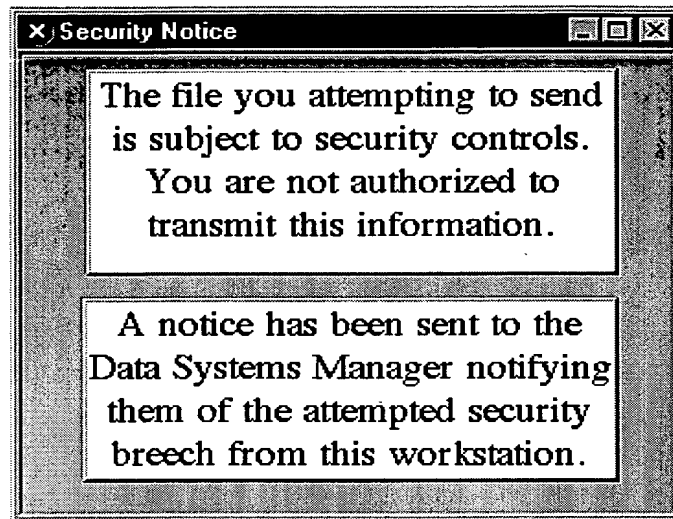 Security Notice
The file you attempting to send
is subject to security controls.
You are not authorized to
transmit this information.
A notice has been sent to the
Data Systems Manager notifying
them of the attempted security
breech from this workstation.